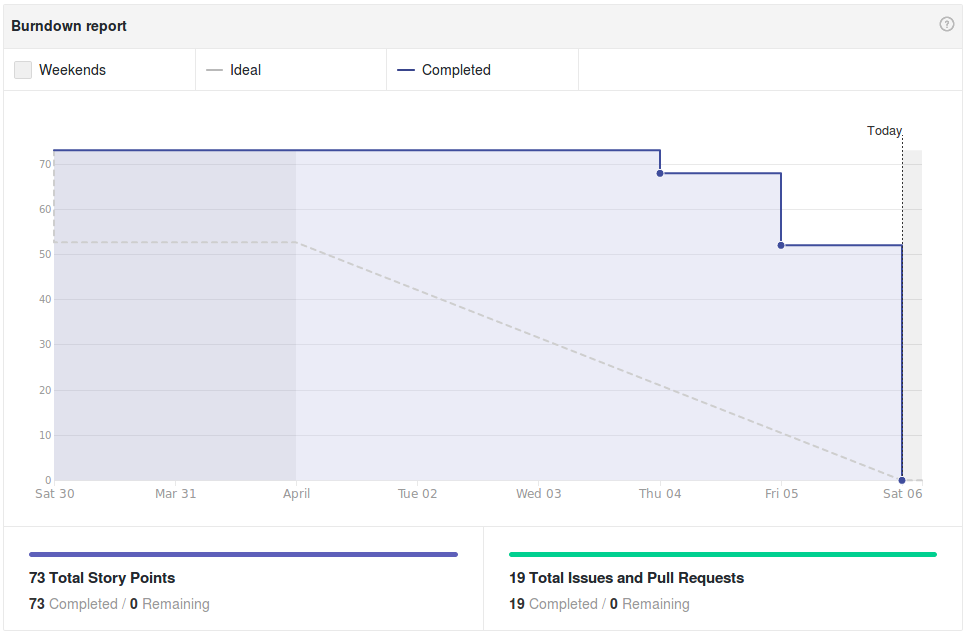 Burndown report ?
Weekends Ideal Completed
Today
70
60
50
40
30
20
10
0
Sat 30 Mar 31 April Tue 02 Wed 03 Thu 04 Fri 05 Sat 06
73 Total Story Points
73 Completed / 0 Remaining
19 Total Issues and Pull Requests
19 Completed / 0 Remaining